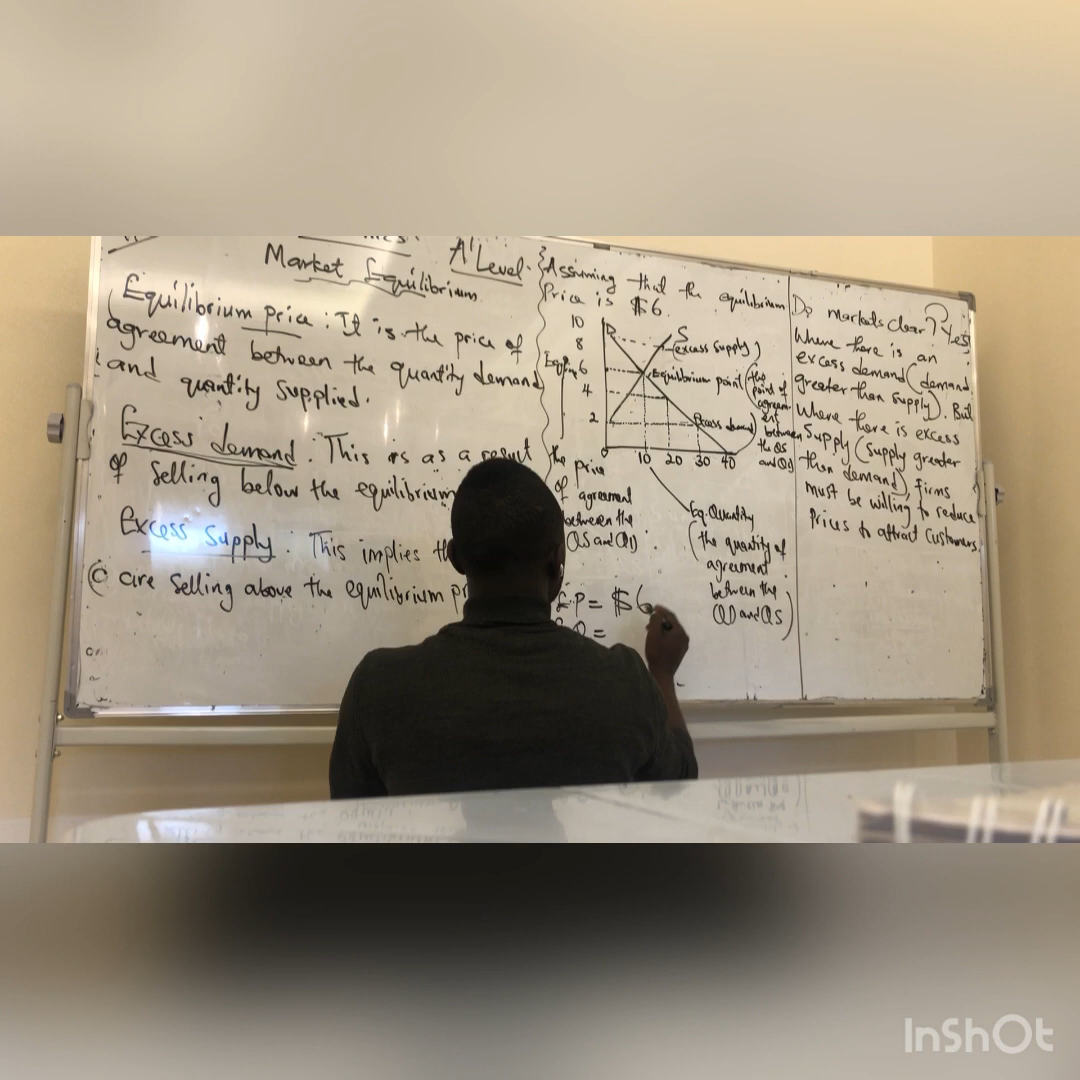 A' Level.
Market Equilibrium
Equilibrium price : It is the price of
agreement between the quantity demand
and quantity supplied.
Excess demand : This is as a result
of selling below the equilibrium
Excess Supply : This implies
are selling above the equilibrium
Assuming that the equilibrium
Price is $6.
10
8
6
4
2
0
10 20 30 40
D
S
(excess supply)
Equilibrium point (the
point of
agreem-
ent
between
the QS
and QD)
(Excess demand)
the price
of agreement
between the
(QS and QD)
Eq. Quantity
(the quantity of
agreement
between the
QD and QS)
E.P = $6
=
Do markets clear? Yes,
Where there is an
excess demand (demand
greater than supply). But
Where there is excess
Supply (Supply greater
than demand), firms
must be willing to reduce
Prices to attract customers.
InShOt